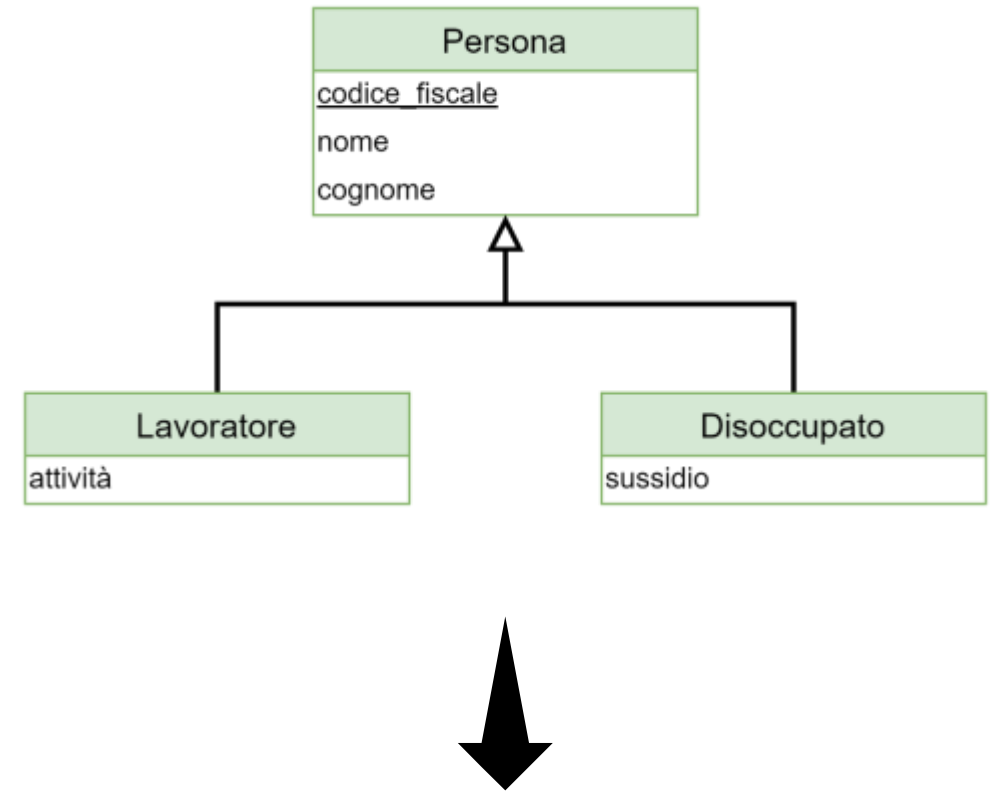 Persona
codice_fiscale
nome
cognome
Lavoratore
attività
Disoccupato
sussidio